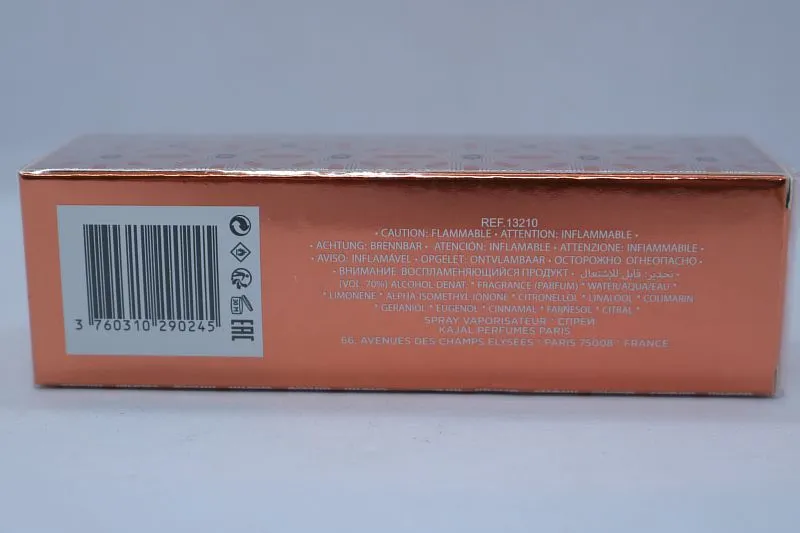 REF.13210
• CAUTION: FLAMMABLE • ATTENTION: INFLAMMABLE •
• ACHTUNG: BRENNBAR • ATENCIÓN: INFLAMABLE • ATTENZIONE: INFIAMMABILE •
• AVISO: INFLAMÁVEL • OPGELET: ONTVLAMBAAR • ОСТОРОЖНО ОГНЕОПАСНО •
• ВНИМАНИЕ ВОСПЛАМЕНЯЮЩИЙСЯ ПРОДУКТ • تحذير: قابل للاشتعال •
(VOL. 70%) ALCOHOL DENAT. * FRAGRANCE (PARFUM) * WATER/AQUA/EAU *
* LIMONENE * ALPHA ISOMETHYL IONONE * CITRONELLOL * LINALOOL * COUMARIN
* GERANIOL * EUGENOL * CINNAMAL * FARNESOL * CITRAL *
SPRAY VAPORISATEUR * СПРЕЙ
KAJAL PERFUMES PARIS
66, AVENUES DES CHAMPS ELYSÉES * PARIS 75008 * FRANCE
3 760310 290245
EAC